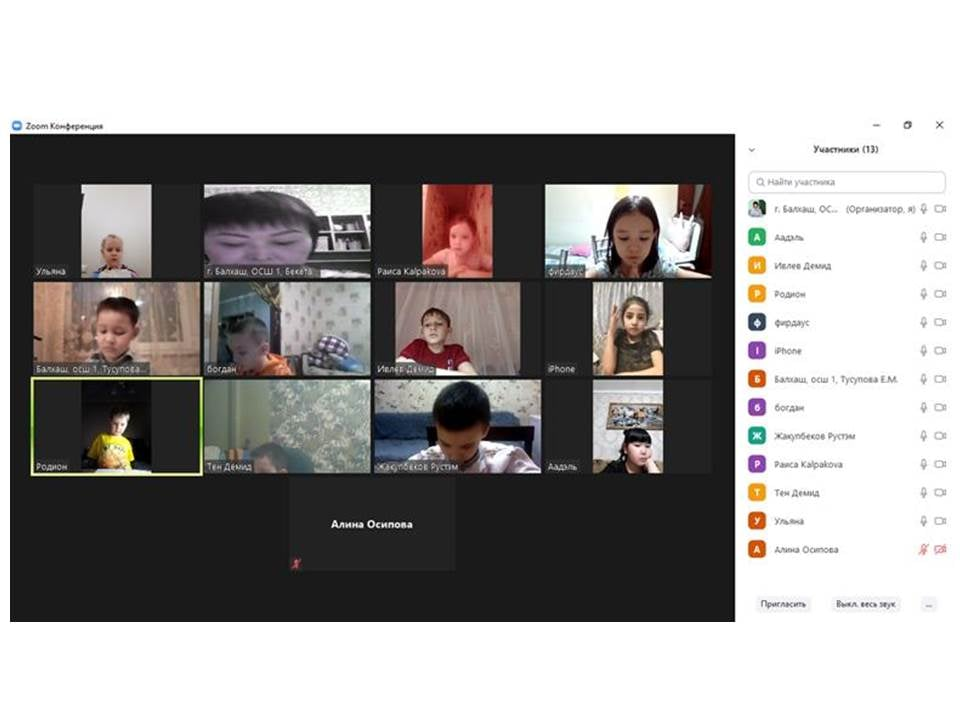 Zoom Конференция
Участники (13)
Найти участника
г. Балхаш, ОС... (Организатор, я)
А Аадэль
И Ивлев Демид
Р Родион
ф фирдаус
I iPhone
Б Балхаш, осш 1, Тусупова Е.М.
б богдан
Ж Жакупбеков Рустэм
Р Раиса Kalpakova
Т Тен Демид
У Ульяна
А Алина Осипова
Пригласить Выкл. весь звук ...
Ульяна
г. Балхаш, ОСШ 1, Бекета...
Раиса Kalpakova
фирдаус
Балхаш, осш 1, Тусупова...
богдан
Ивлев Демид
iPhone
Родион
Тен Демид
Жакупбеков Рустэм
Аадэль
Алина Осипова